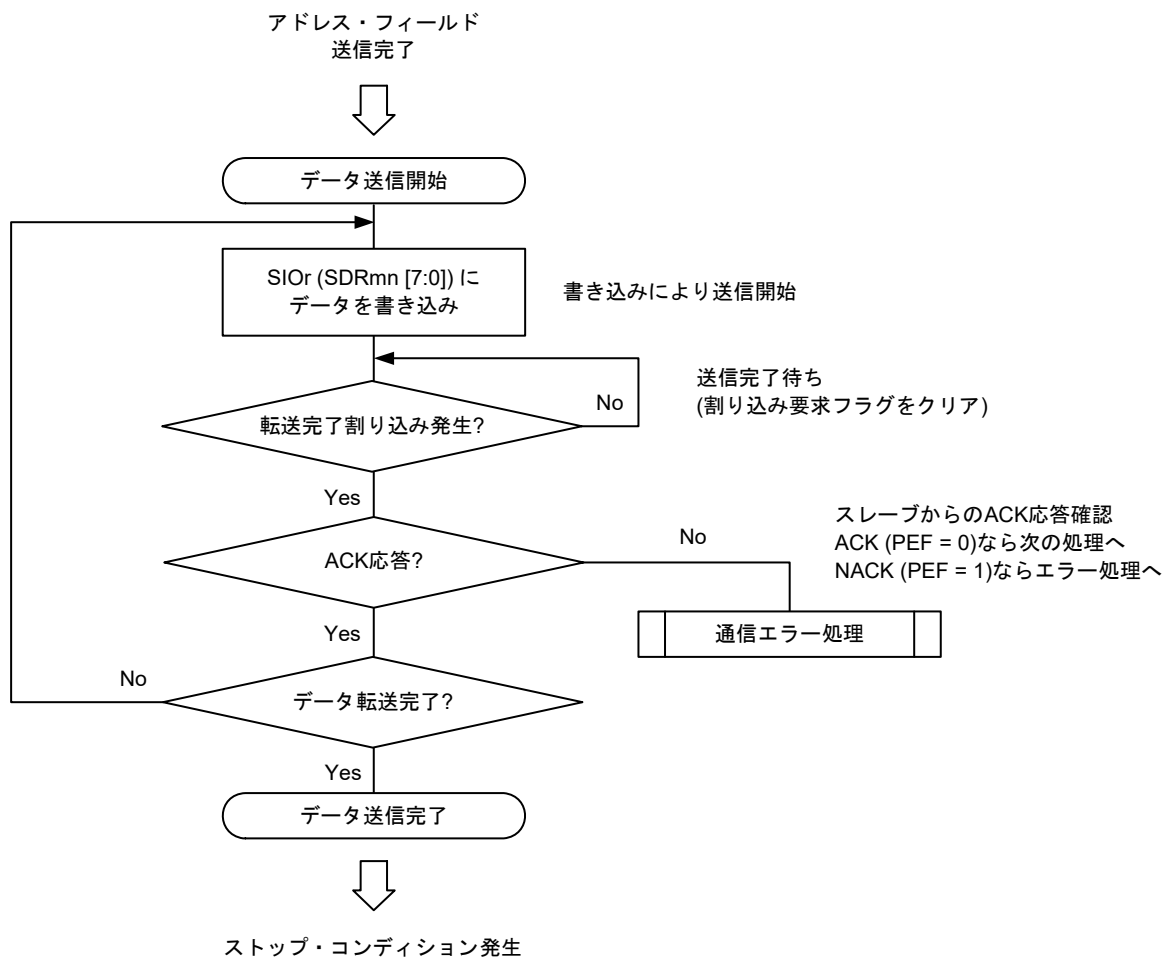 アドレス・フィールド
送信完了
データ送信開始
SIOr (SDRmn [7:0]) に
データを書き込み
書き込みにより送信開始
送信完了待ち
(割り込み要求フラグをクリア)
No
転送完了割り込み発生?
Yes
スレーブからのACK応答確認
ACK (PEF = 0)なら次の処理へ
NACK (PEF = 1)ならエラー処理へ
No
ACK応答?
通信エラー処理
Yes
No
データ転送完了?
Yes
データ送信完了
ストップ・コンディション発生